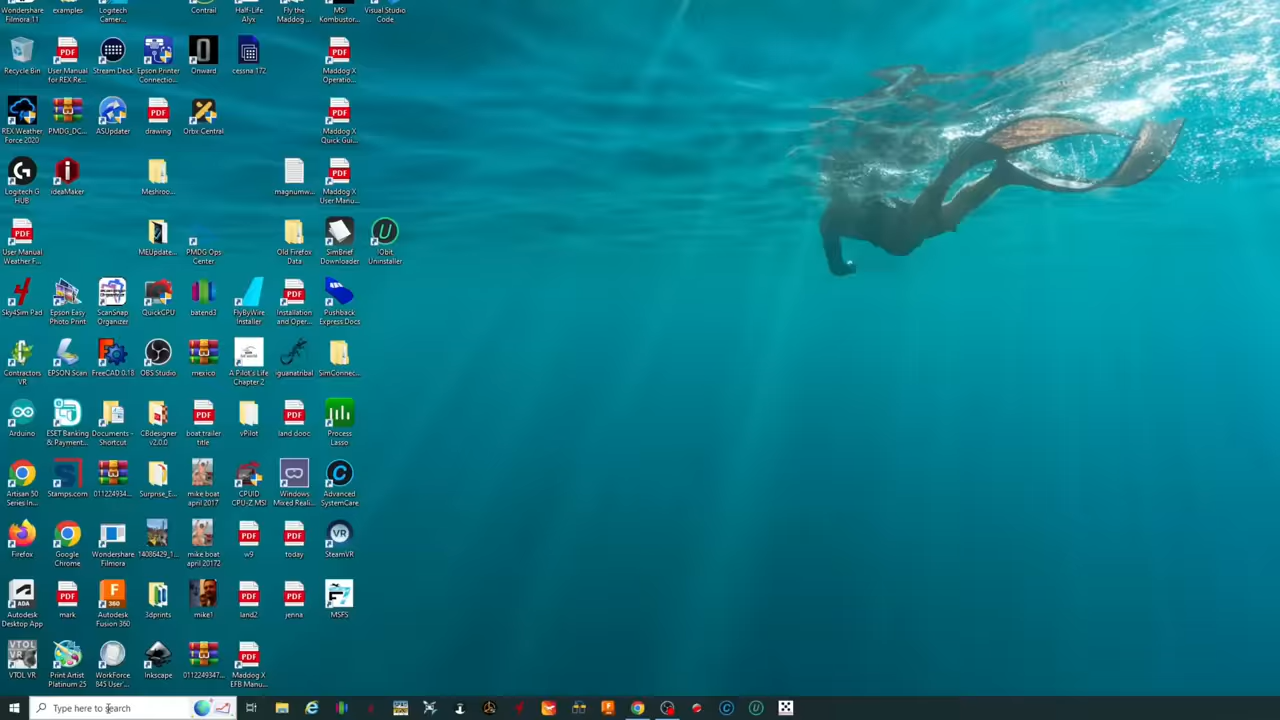 Wondershare Filmora 11
examples
Logitech Camer...
Contrail
Half-Life Alyx
Fly the Maddog ...
MSI Kombustor...
Visual Studio Code
Recycle Bin
User Manual for REX Re...
Stream Deck
Epson Printer Connectio...
Onward
cessna 172
Maddog X Operatio...
REX Weather Force 2020
PMDG_DC...
ASUpdater
drawing
Orbx Central
Maddog X Quick Gui...
Logitech G HUB
ideaMaker
Meshroo...
magnumw...
Maddog X User Manu...
User Manual Weather F...
MEUpdate...
PMDG Ops Center
Old Firefox Data
SimBrief Downloader
IObit Uninstaller
Sky4Sim Pad
Epson Easy Photo Print
ScanSnap Organizer
QuickCPU
batend3
FlyByWire Installer
Installation and Oper...
Pushback Express Docs
Contractors VR
EPSON Scan
FreeCAD 0.18
OBS Studio
mexico
A Pilot's Life Chapter 2
iguanatribal
SimConnec...
Arduino
ESET Banking & Payment...
Documents - Shortcut
CBdesigner v2.0.0
boat trailer title
vPilot
land dooc
Process Lasso
Artisan 50 Series In...
Stamps.com
011224934...
Surprise_E...
mike boat april 2017
CPUID CPU-Z MSI
Windows Mixed Reali...
Advanced SystemCare
Firefox
Google Chrome
Wondershare Filmora
14086429_1...
mike boat april 20172
w9
today
SteamVR
Autodesk Desktop App
mark
Autodesk Fusion 360
3dprints
mike1
land2
jenna
MSFS
VTOL VR
Print Artist Platinum 25
WorkForce 845 User'...
Inkscape
0112249347...
Maddog X EFB Manu...
Type here to search